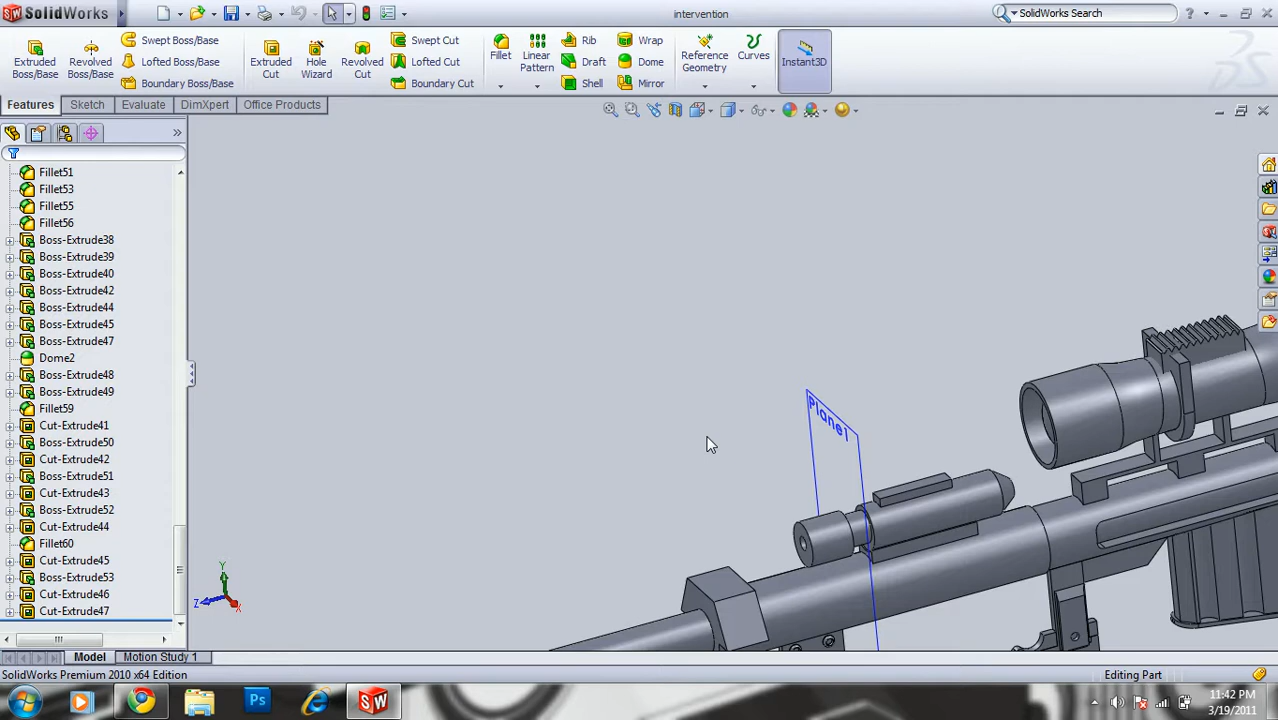 SolidWorks
intervention
SolidWorks Search
Extruded Boss/Base
Revolved Boss/Base
Swept Boss/Base
Lofted Boss/Base
Boundary Boss/Base
Extruded Cut
Hole Wizard
Revolved Cut
Swept Cut
Lofted Cut
Boundary Cut
Fillet
Linear Pattern
Rib
Draft
Shell
Wrap
Dome
Mirror
Reference Geometry
Curves
Instant3D
Features
Sketch
Evaluate
DimXpert
Office Products
Fillet51
Fillet53
Fillet55
Fillet56
Boss-Extrude38
Boss-Extrude39
Boss-Extrude40
Boss-Extrude42
Boss-Extrude44
Boss-Extrude45
Boss-Extrude47
Dome2
Boss-Extrude48
Boss-Extrude49
Fillet59
Cut-Extrude41
Boss-Extrude50
Cut-Extrude42
Boss-Extrude51
Cut-Extrude43
Boss-Extrude52
Cut-Extrude44
Fillet60
Cut-Extrude45
Boss-Extrude53
Cut-Extrude46
Cut-Extrude47
Plane1
Y
Z
X
Model
Motion Study 1
SolidWorks Premium 2010 x64 Edition
Editing Part
Ps
SW
11:42 PM
3/19/2011